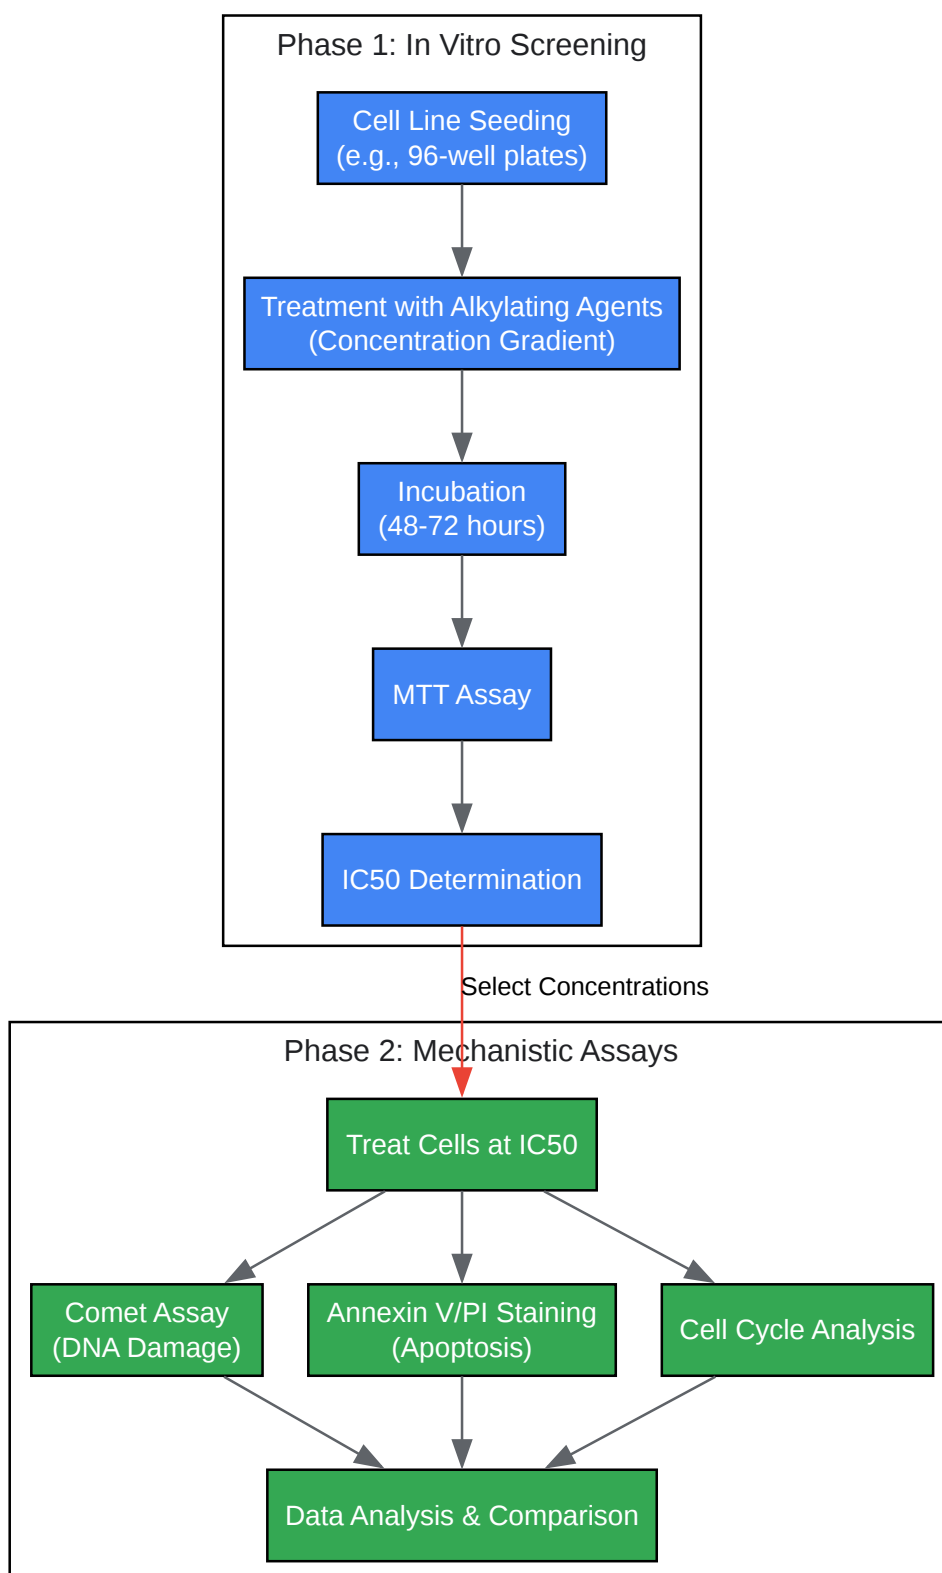 Phase 1: In Vitro Screening
Cell Line Seeding
(e.g., 96-well plates)
Treatment with Alkylating Agents
(Concentration Gradient)
Incubation
(48-72 hours)
MTT Assay
IC50 Determination
Select Concentrations
Phase 2: Mechanistic Assays
Treat Cells at IC50
Comet Assay
(DNA Damage)
Annexin V/PI Staining
(Apoptosis)
Cell Cycle Analysis
Data Analysis & Comparison